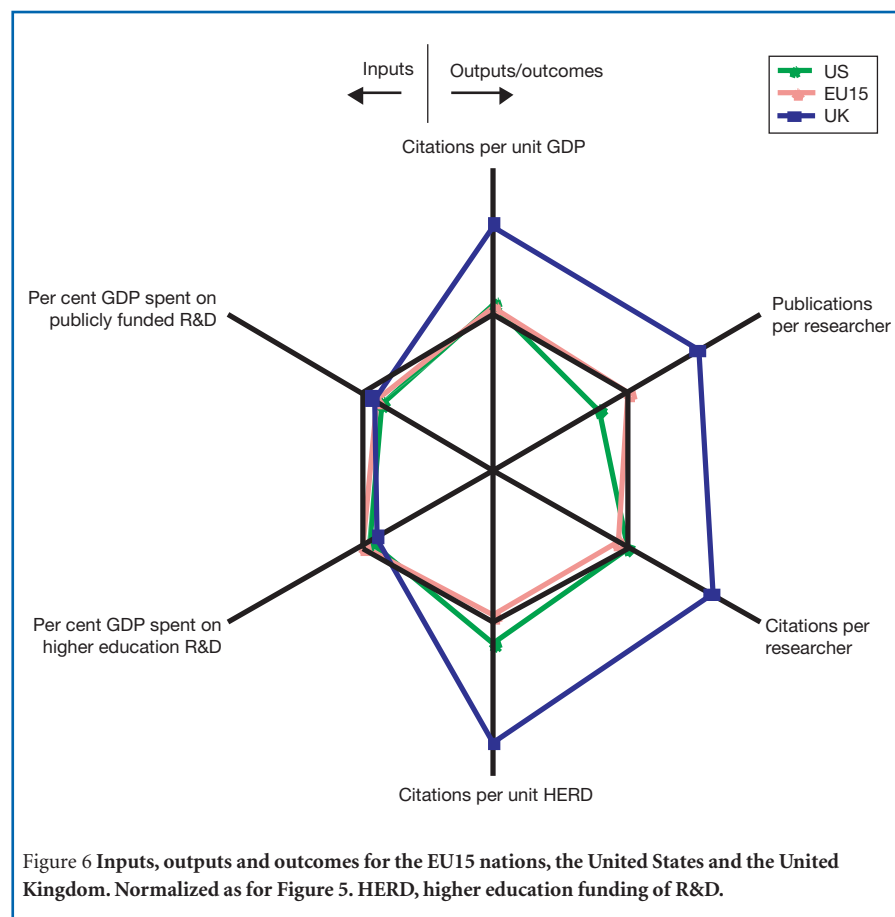 Inputs
Outputs/outcomes
US
EU15
UK
Citations per unit GDP
Per cent GDP spent on
publicly funded R&D
Publications
per researcher
Per cent GDP spent on
higher education R&D
Citations per
researcher
Citations per unit HERD
Figure 6 Inputs, outputs and outcomes for the EU15 nations, the United States and the United
Kingdom. Normalized as for Figure 5. HERD, higher education funding of R&D.